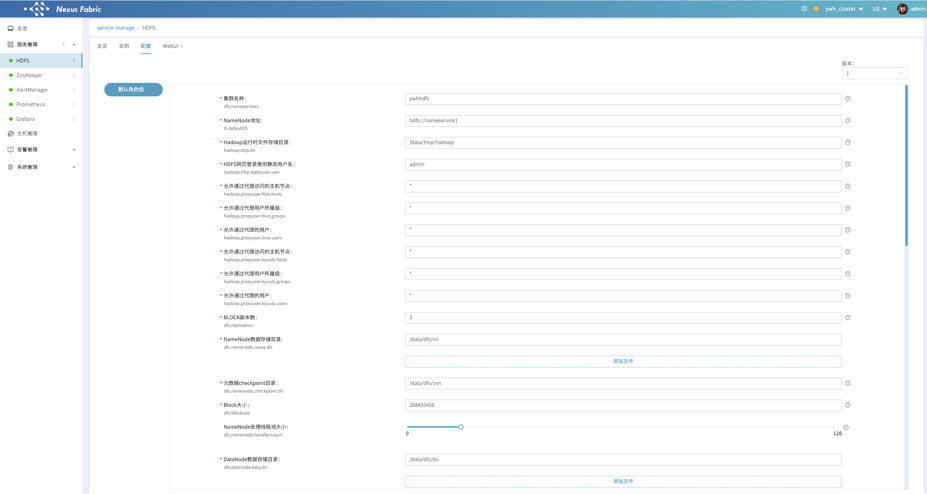 Nexus Fabric
ywh_cluster
US
admin
总览
服务管理
HDFS
ZooKeeper
AlertManager
Prometheus
Grafana
主机管理
告警管理
系统管理
service-manage / HDFS
总览 实例 配置 WebUI
版本:
1
默认角色组
* 集群名称: ywhhdfs
dfs.nameservices
* NameNode地址: hdfs://nameservice1
fs.defaultFS
* Hadoop运行时文件存储目录: /data/tmp/hadoop
hadoop.tmp.dir
* HDFS网页登录使用静态用户名: admin
hadoop.http.staticuser.user
* 允许通过代理访问的主机节点: *
hadoop.proxyuser.hive.hosts
* 允许通过代理用户所属组: *
hadoop.proxyuser.hive.groups
* 允许通过代理的用户: *
hadoop.proxyuser.hive.users
* 允许通过代理访问的主机节点: *
hadoop.proxyuser.kyuubi.hosts
* 允许通过代理用户所属组: *
hadoop.proxyuser.kyuubi.groups
* 允许通过代理的用户: *
hadoop.proxyuser.kyuubi.users
* BLOCK副本数: 3
dfs.replication
* NameNode数据存储目录: /data/dfs/nn
dfs.namenode.name.dir
添加文件
* 元数据checkpoint目录: /data/dfs/snn
dfs.namenode.checkpoint.dir
* Block大小: 268435456
dfs.blocksize
NameNode处理线程池大小:
dfs.namenode.handler.count
0 128
* DataNode数据存储目录: /data/dfs/dn
dfs.datanode.data.dir
添加文件